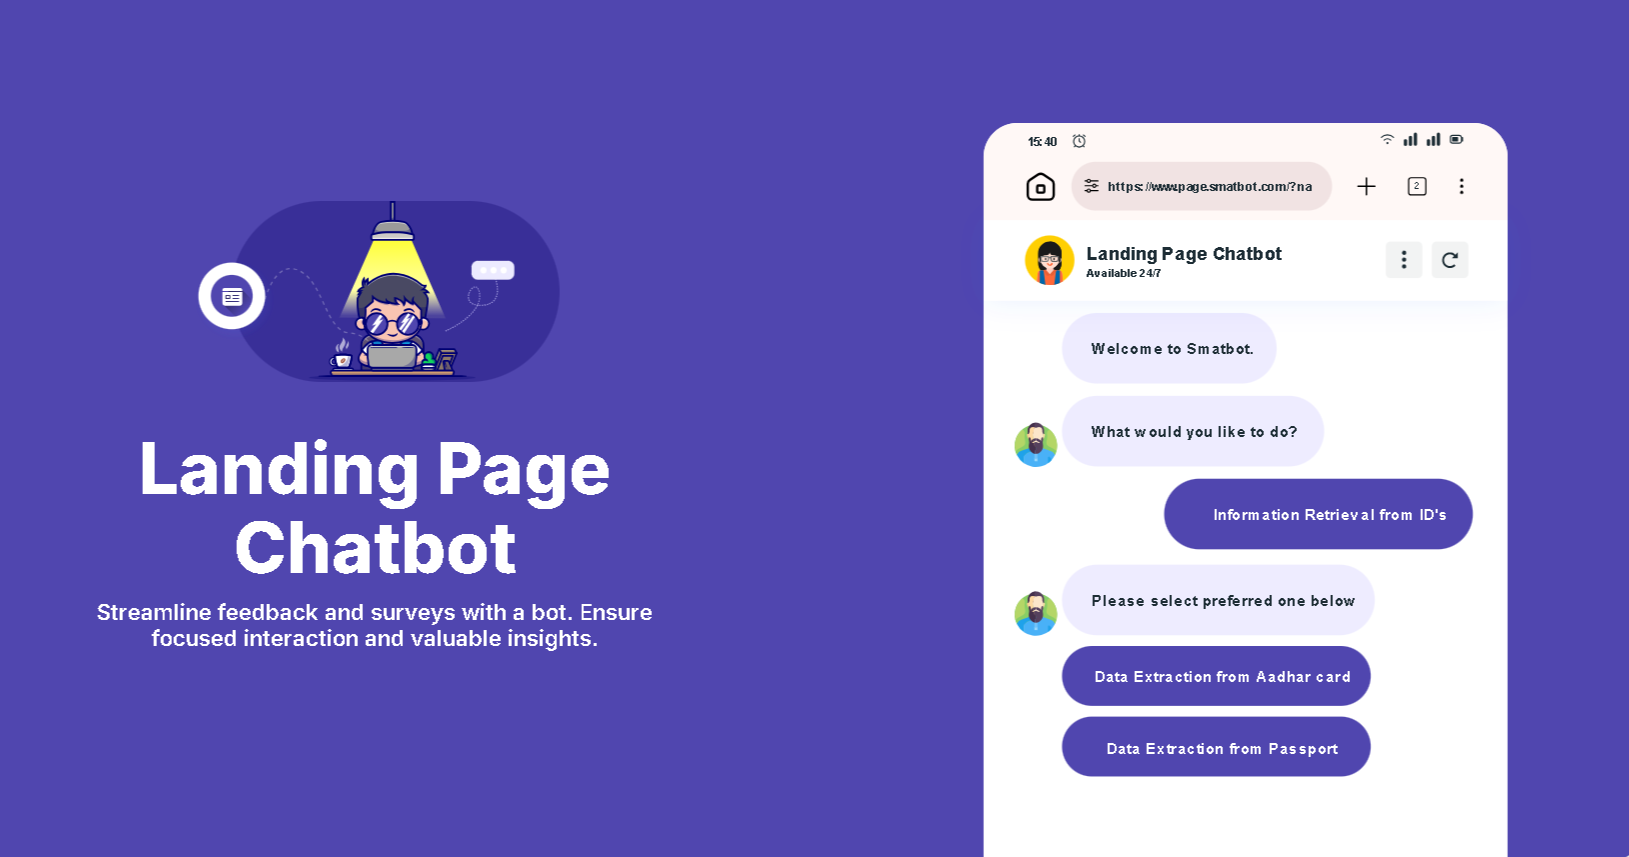 Landing Page
Chatbot
Streamline feedback and surveys with a bot. Ensure
focused interaction and valuable insights.
15:40
https://www.page.smatbot.com/?na
2
Landing Page Chatbot
Available 24/7
Welcome to Smatbot.
What would you like to do?
Information Retrieval from ID's
Please select preferred one below
Data Extraction from Aadhar card
Data Extraction from Passport